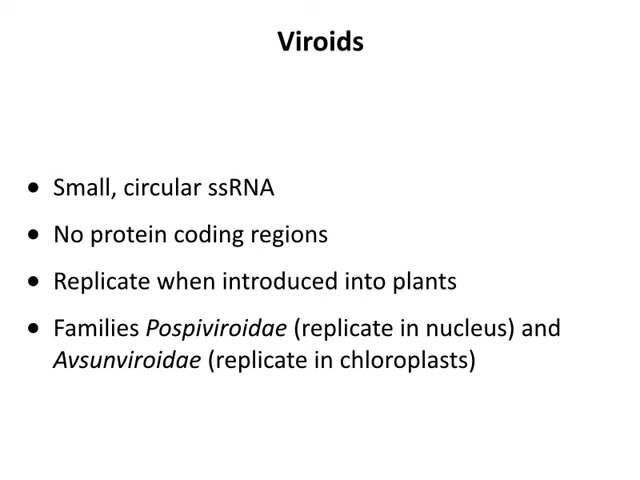 Viroids
• Small, circular ssRNA
• No protein coding regions
• Replicate when introduced into plants
• Families Pospiviroidae (replicate in nucleus) and
Avsunviroidae (replicate in chloroplasts)